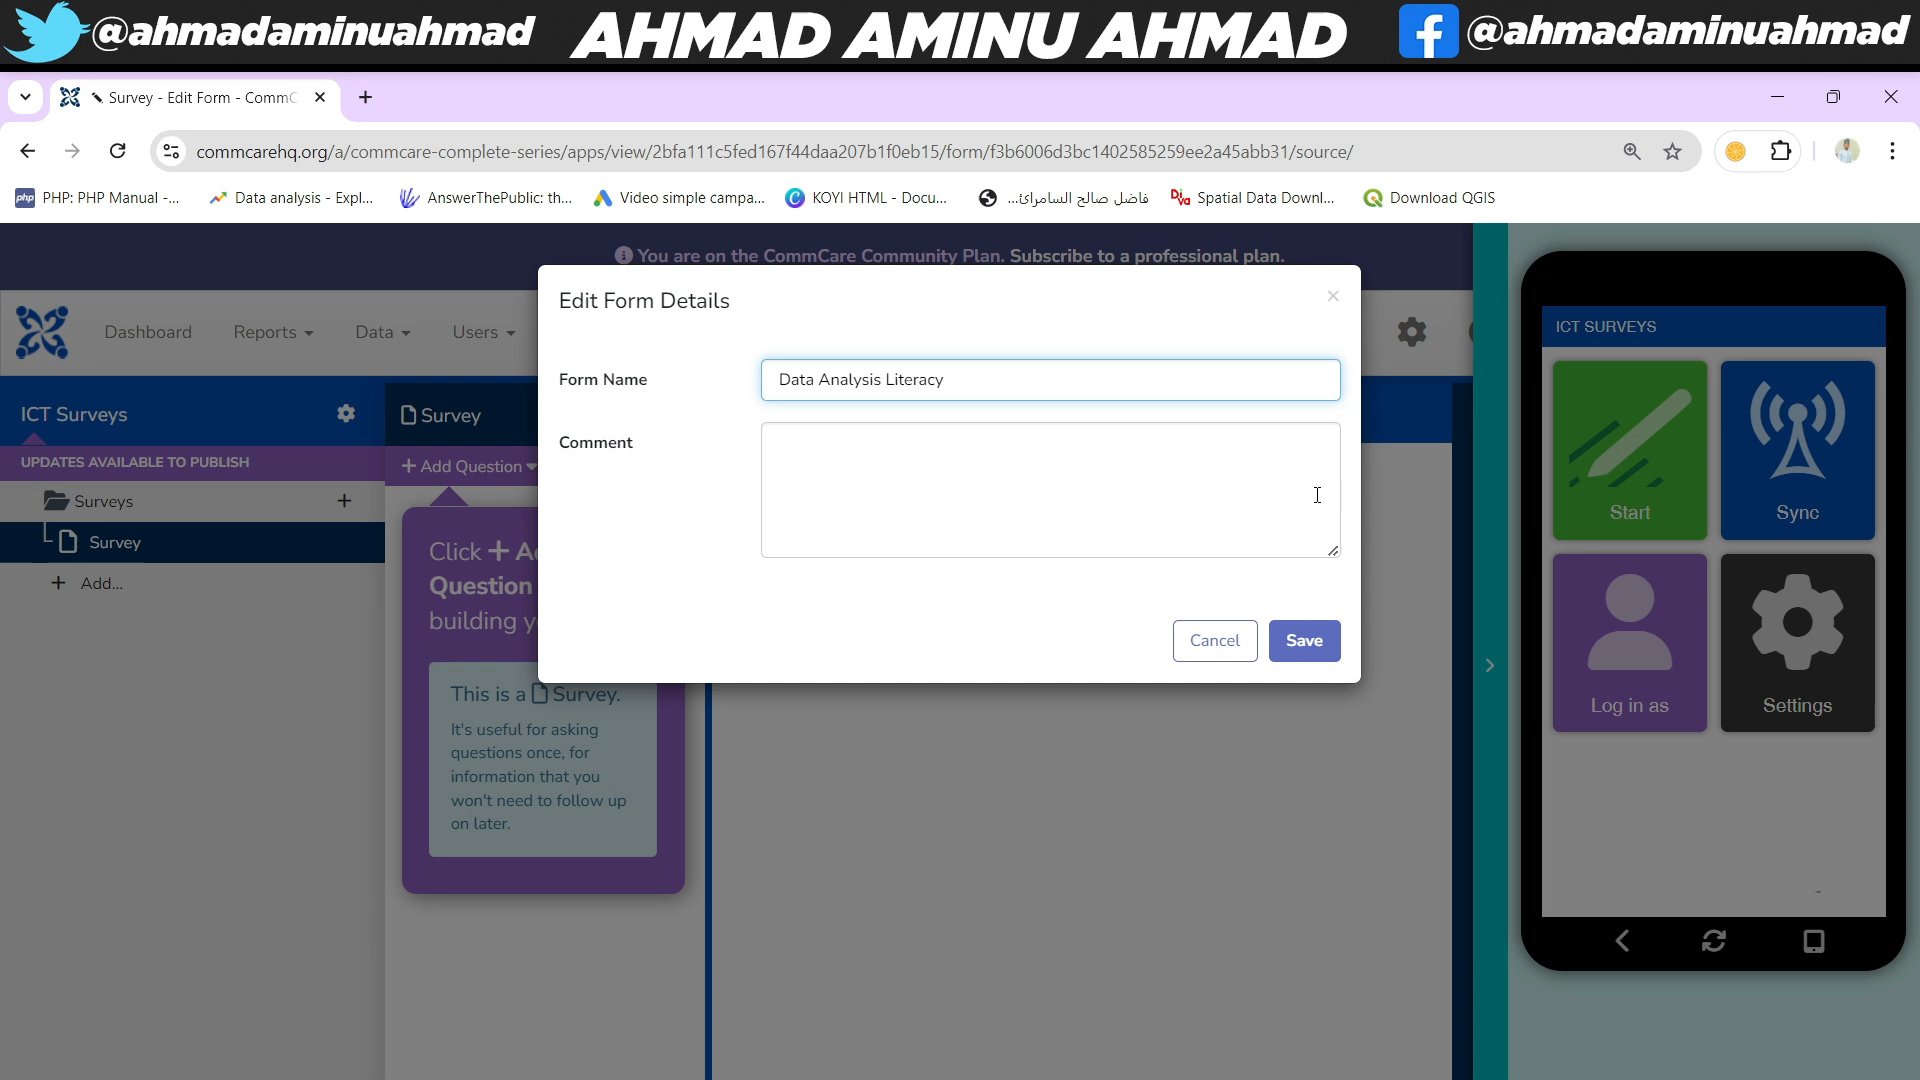 @ahmadaminuahmad AHMAD AMINU AHMAD @ahmadaminuahmad
Survey - Edit Form - CommC
commcarehq.org/a/commcare-complete-series/apps/view/2bfa111c5fed167f44daa207b1f0eb15/form/f3b6006d3bc1402585259ee2a45abb31/source/
php PHP: PHP Manual -... Data analysis - Expl... AnswerThePublic: th... Video simple campa... KOYI HTML - Docu... فاضل صالح السامرائ... Spatial Data Downl... Download QGIS
You are on the CommCare Community Plan. Subscribe to a professional plan.
Edit Form Details
Dashboard Reports Data Users
Form Name Data Analysis Literacy
Comment
Cancel Save
ICT Surveys
UPDATES AVAILABLE TO PUBLISH
Surveys
Survey
Add...
Survey
Add Question
Click + A
Question
building y
This is a Survey.
It's useful for asking
questions once, for
information that you
won't need to follow up
on later.
ICT SURVEYS
Start Sync
Log in as Settings